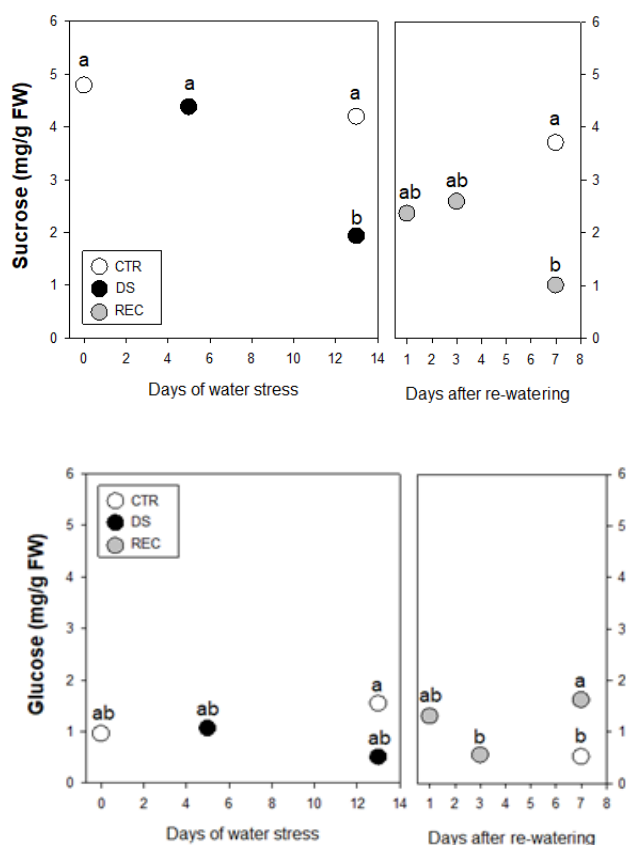 Sucrose (mg/g FW)
6
5
4
3
2
1
0
a
a
a
b
CTR
DS
REC
0 2 4 6 8 10 12 14
Days of water stress
ab
ab
a
b
6
5
4
3
2
1
0
1 2 3 4 5 6 7 8
Days after re-watering
Glucose (mg/g FW)
6
5
4
3
2
1
0
CTR
DS
REC
ab
ab
a
ab
0 2 4 6 8 10 12 14
Days of water stress
ab
b
a
b
6
5
4
3
2
1
0
1 2 3 4 5 6 7 8
Days after re-watering